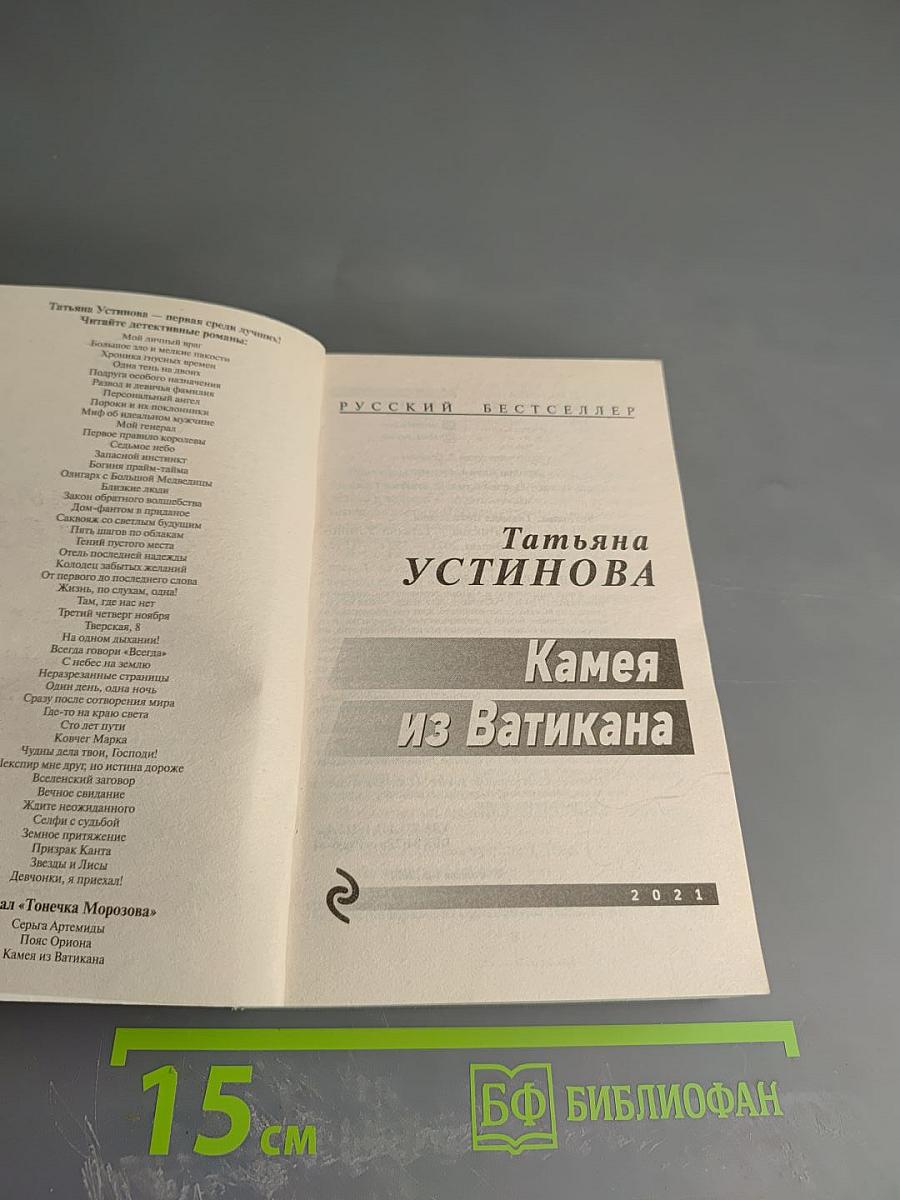 Татьяна Устинова — первая среди лучших!
Читайте детективные романы:
Мой личный враг
Большое зло и мелкие пакости
Хроника гнусных времен
Одна тень на двоих
Подруга особого назначения
Развод и девичья фамилия
Персональный ангел
Пороки и их поклонники
Миф об идеальном мужчине
Мой генерал
Первое правило королевы
Седьмое небо
Запасной инстинкт
Богиня прайм-тайма
Олигарх с Большой Медведицы
Близкие люди
Закон обратного волшебства
Дом-фантом в приданое
Саквояж со светлым будущим
Пять шагов по облакам
Гений пустого места
Отель последней надежды
Колодец забытых желаний
От первого до последнего слова
Жизнь, по слухам, одна!
Там, где нас нет
Третий четверг ноября
Тверская, 8
На одном дыхании!
Всегда говори «Всегда»
С небес на землю
Неразрезанные страницы
Один день, одна ночь
Сразу после сотворения мира
Где-то на краю света
Сто лет пути
Ковчег Марка
Чудны дела твои, Господи!
Шекспир мне друг, но истина дороже
Вселенский заговор
Вечное свидание
Ждите неожиданного
Селфи с судьбой
Земное притяжение
Призрак Канта
Звезды и Лисы
Девчонки, я приехал!
ал «Тонечка Морозова»
Серьга Артемиды
Пояс Ориона
Камея из Ватикана
РУССКИЙ БЕСТСЕЛЛЕР
Татьяна
УСТИНОВА
Камея
из Ватикана
2021
15 см
БФ БИБЛИОФАН